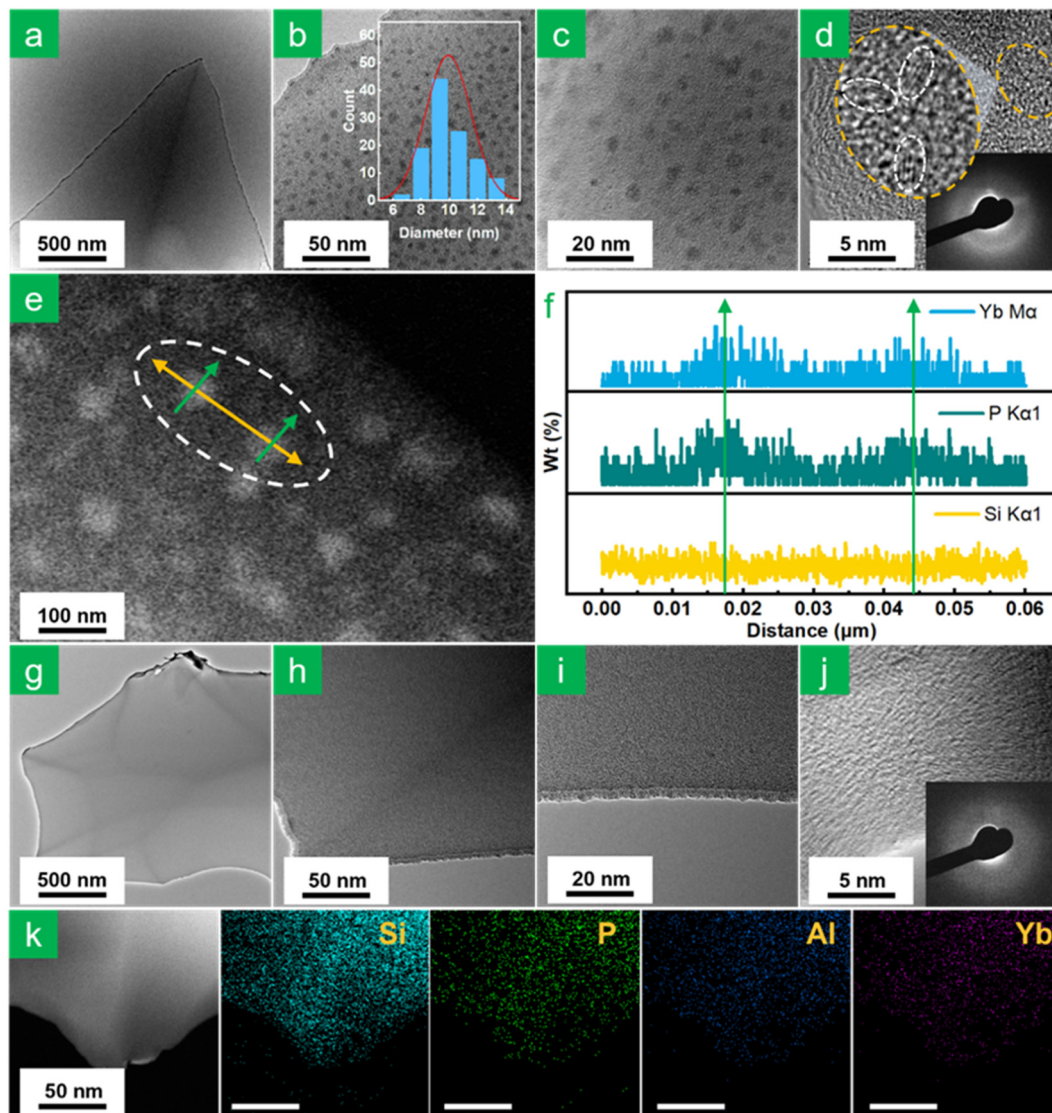 a
500 nm
b
60
50
40
30
20
10
0
Count
6 8 10 12 14
Diameter (nm)
50 nm
c
20 nm
d
5 nm
e
100 nm
f
Yb Mα
P Kα1
Si Kα1
Wt (%)
0.00 0.01 0.02 0.03 0.04 0.05 0.06
Distance (μm)
g
500 nm
h
50 nm
i
20 nm
j
5 nm
k
50 nm
Si
P
Al
Yb